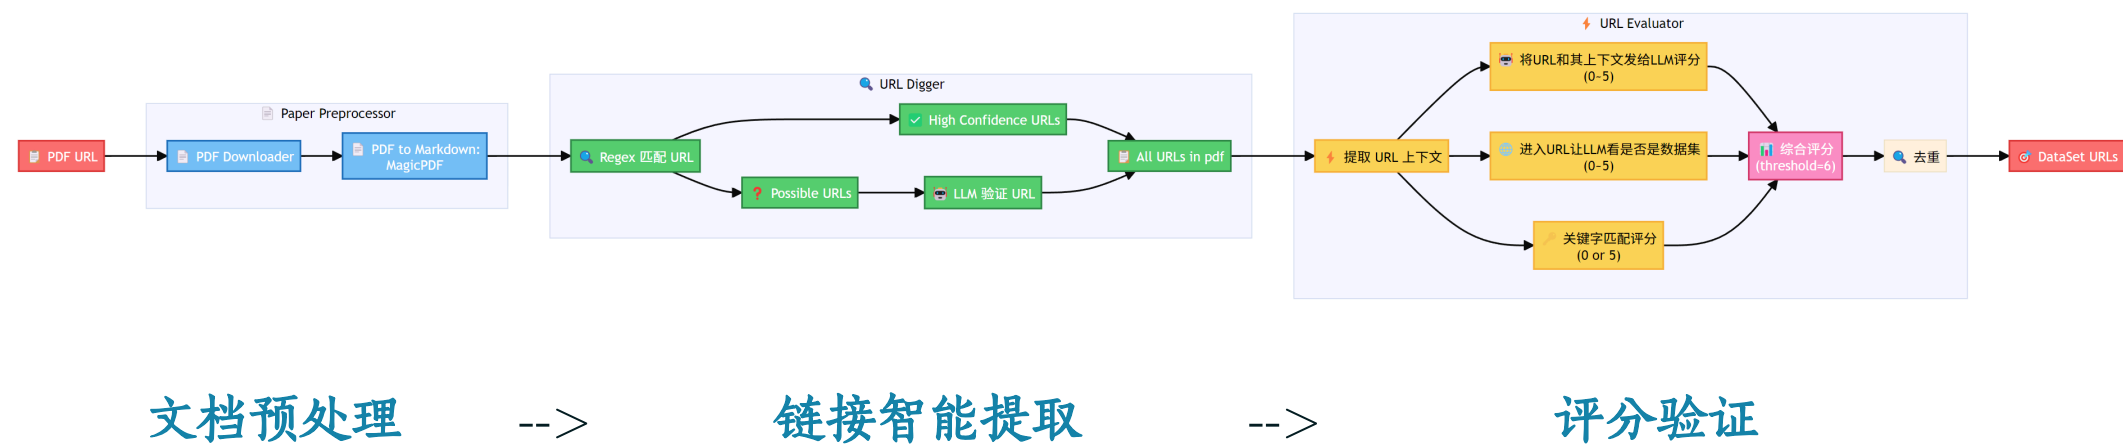 PDF URL
Paper Preprocessor
PDF Downloader
PDF to Markdown:
MagicPDF
URL Digger
Regex 匹配 URL
High Confidence URLs
Possible URLs
LLM 验证 URL
All URLs in pdf
URL Evaluator
提取 URL 上下文
将URL和其上下文发给LLM评分
(0~5)
进入URL让LLM看是否是数据集
(0~5)
关键字匹配评分
(0 or 5)
综合评分
(threshold=6)
去重
DataSet URLs
文档预处理 --> 链接智能提取 --> 评分验证